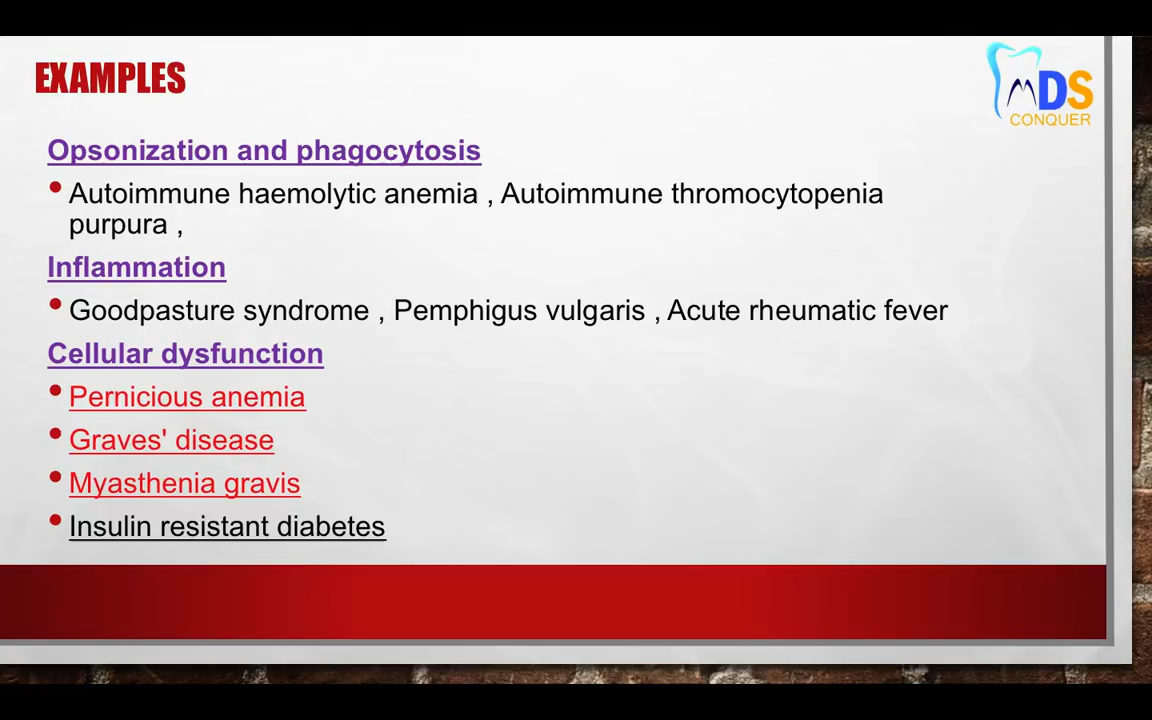 EXAMPLES
MDS
CONQUER
Opsonization and phagocytosis
• Autoimmune haemolytic anemia , Autoimmune thromocytopenia
purpura ,
Inflammation
• Goodpasture syndrome , Pemphigus vulgaris , Acute rheumatic fever
Cellular dysfunction
• Pernicious anemia
• Graves' disease
• Myasthenia gravis
• Insulin resistant diabetes